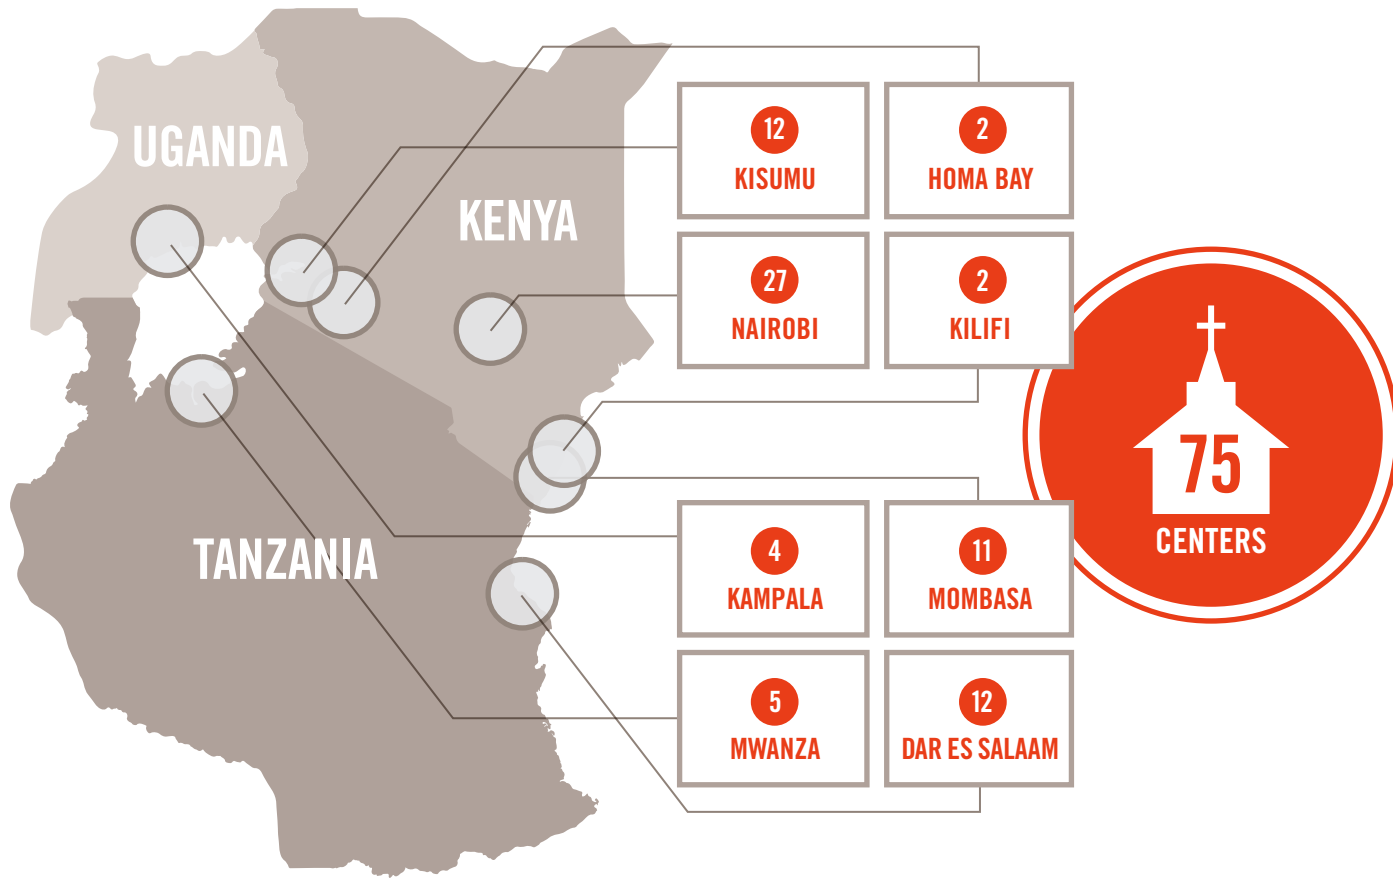 UGANDA
KENYA
TANZANIA
12
KISUMU
2
HOMA BAY
27
NAIROBI
2
KILIFI
4
KAMPALA
11
MOMBASA
5
MWANZA
12
DAR ES SALAAM
75
CENTERS